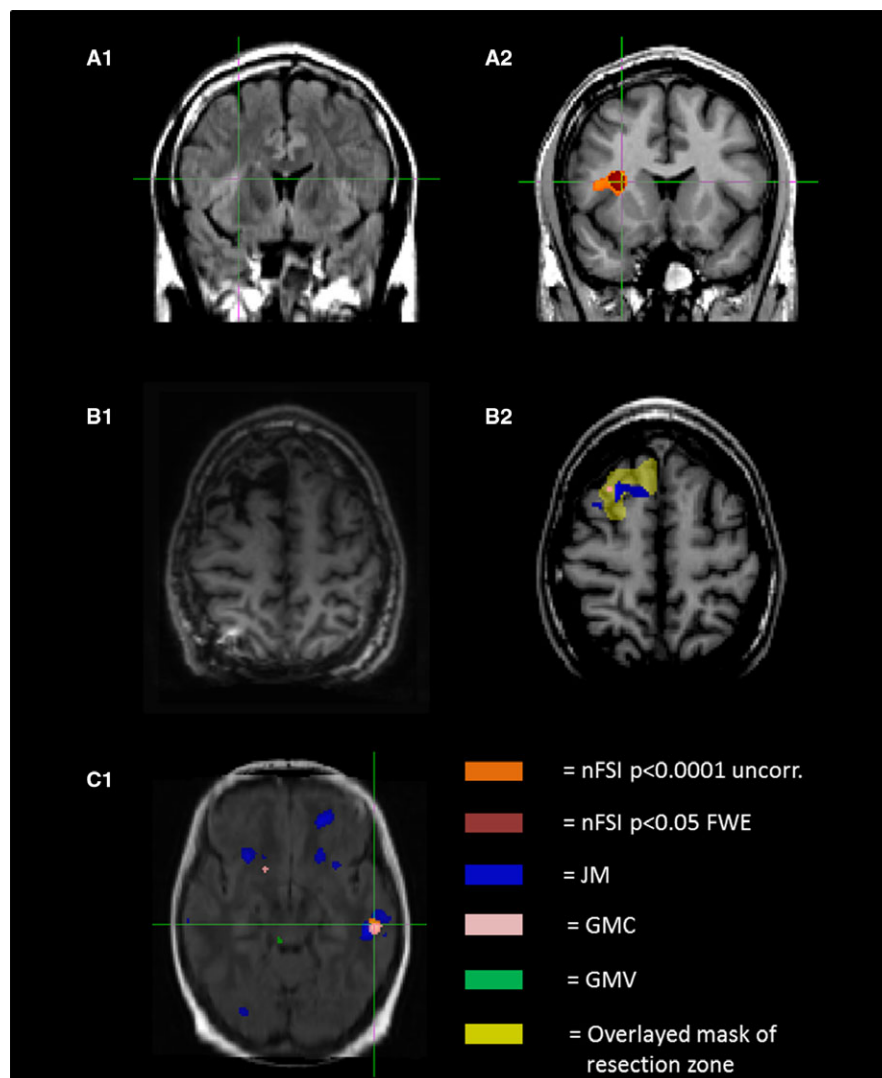 A1
A2
B1
B2
C1
= nFSI p<0.0001 uncorr.
= nFSI p<0.05 FWE
= JM
= GMC
= GMV
= Overlayed mask of
resection zone